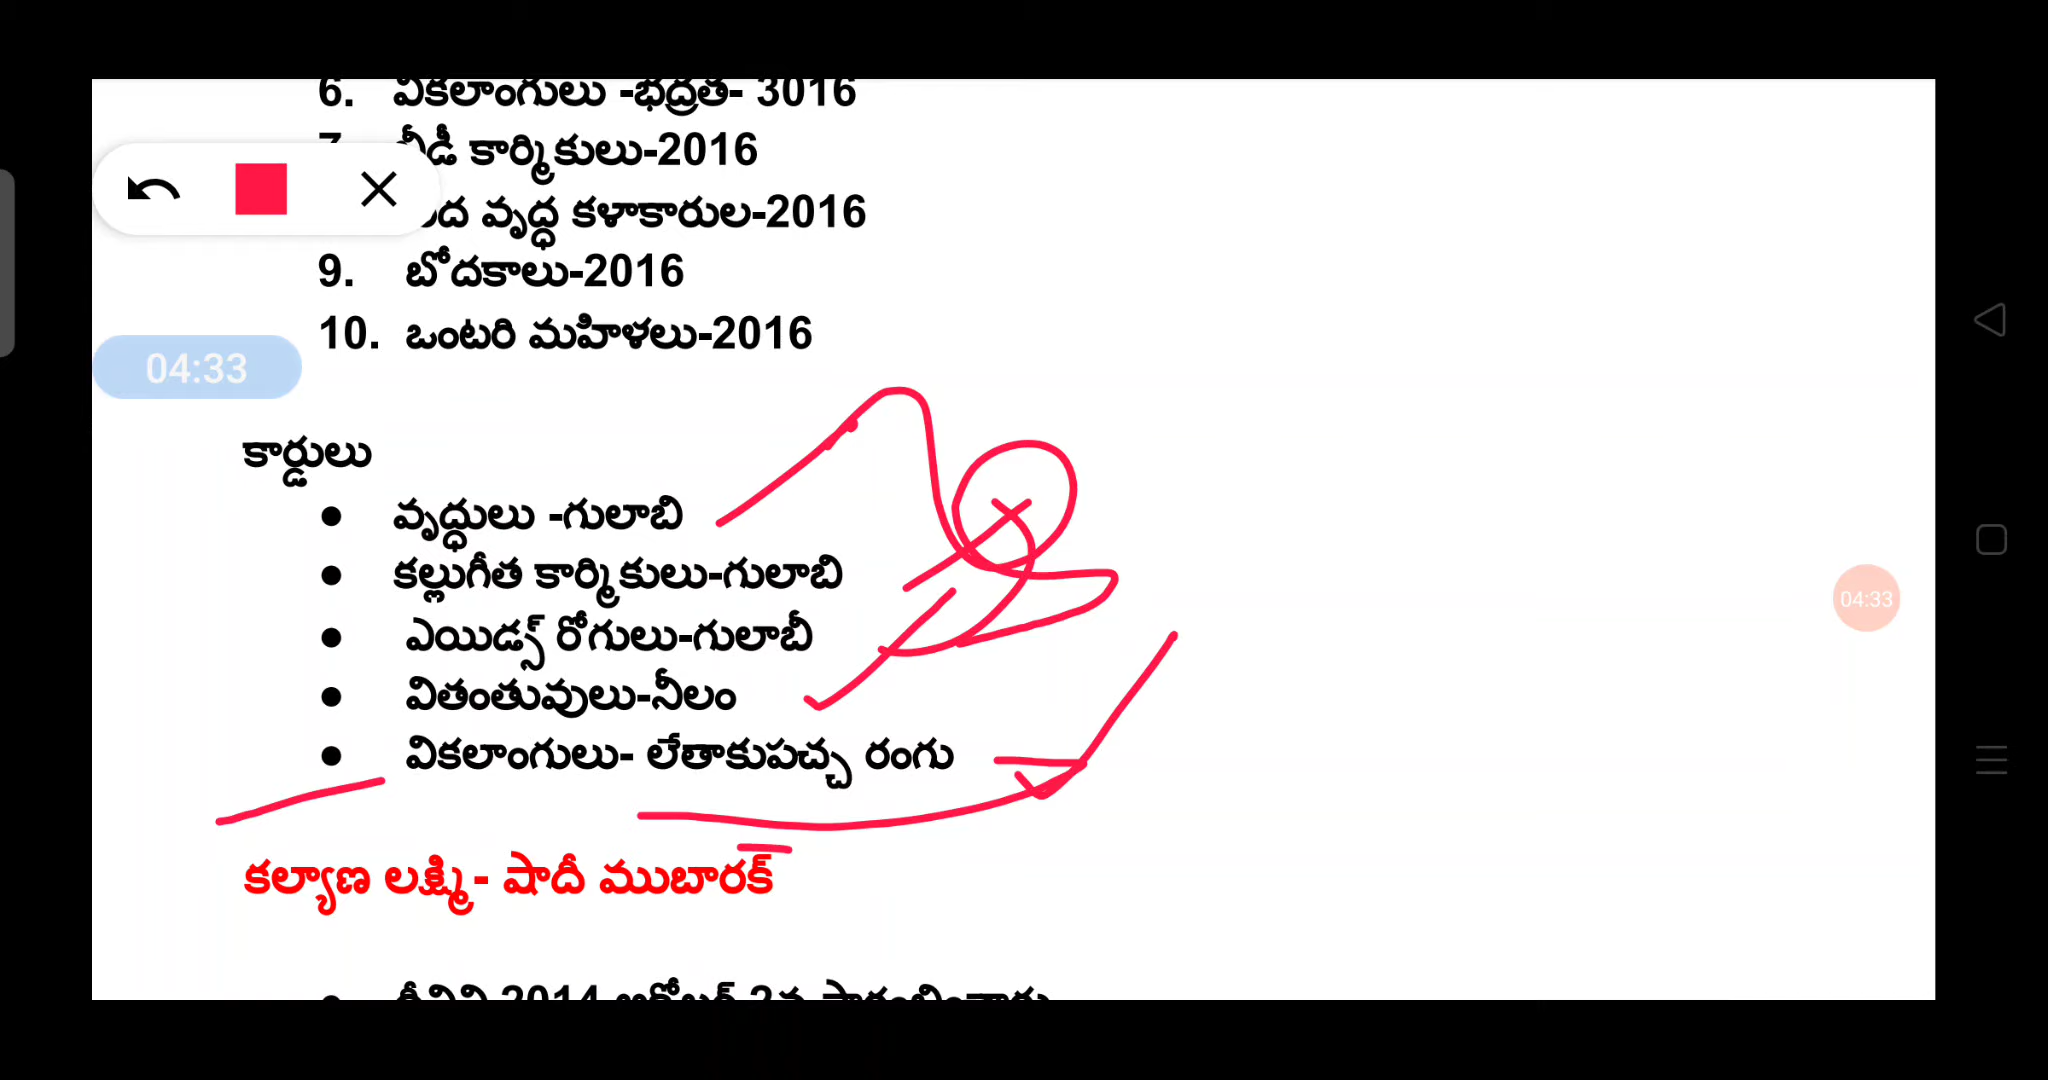 6. వికలాంగులు -భద్రత- 3016
కార్మికులు-2016
వృద్ధ కళాకారుల-2016
9. బోదకాలు-2016
10. ఒంటరి మహిళలు-2016
04:33
కార్డులు
● వృద్ధులు -గులాబి
● కల్లుగీత కార్మికులు-గులాబి
● ఎయిడ్స్ రోగులు-గులాబీ
04:33
● వితంతువులు-నీలం
● వికలాంగులు- లేతాకుపచ్చ రంగు
కల్యాణ లక్ష్మి- షాదీ ముబారక్
2014